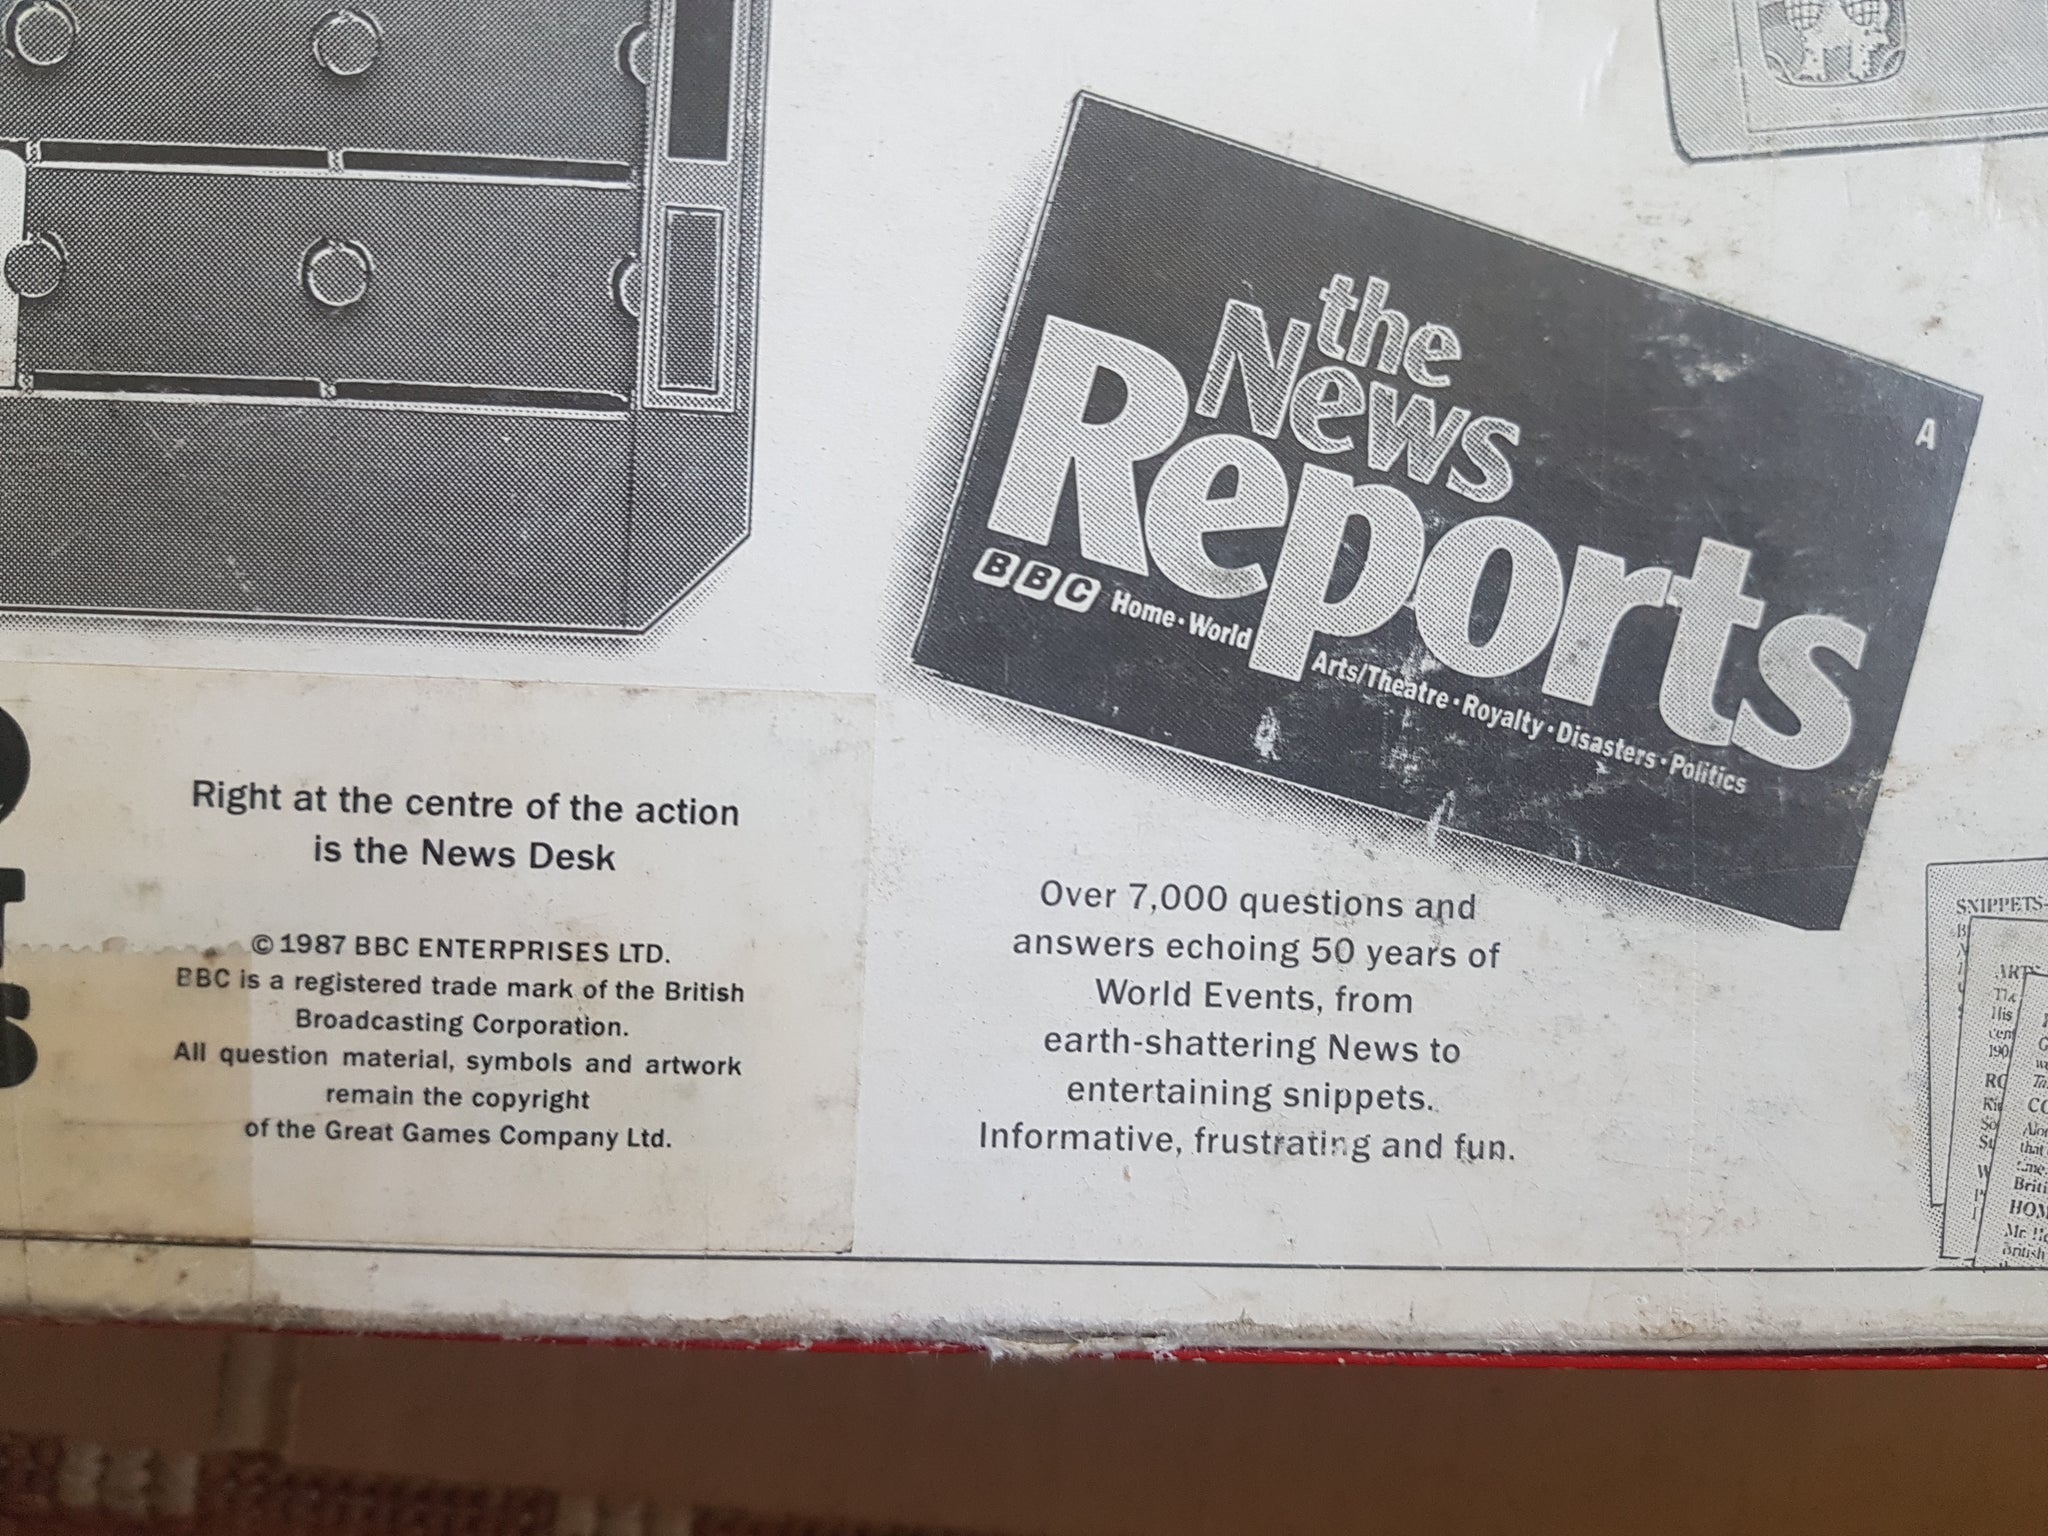 the
News
Reports
A
BBC Home · World Arts/Theatre · Royalty · Disasters · Politics
Right at the centre of the action
is the News Desk
© 1987 BBC ENTERPRISES LTD.
BBC is a registered trade mark of the British
Broadcasting Corporation.
All question material, symbols and artwork
remain the copyright
of the Great Games Company Ltd.
Over 7,000 questions and
answers echoing 50 years of
World Events, from
earth-shattering News to
entertaining snippets.
Informative, frustrating and fun.
SNIPPETS
ARTS